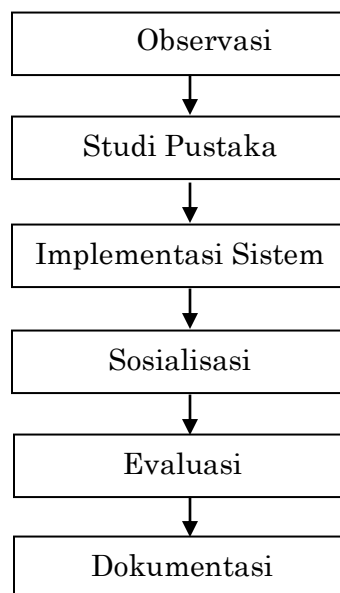 Observasi
Studi Pustaka
Implementasi Sistem
Sosialisasi
Evaluasi
Dokumentasi